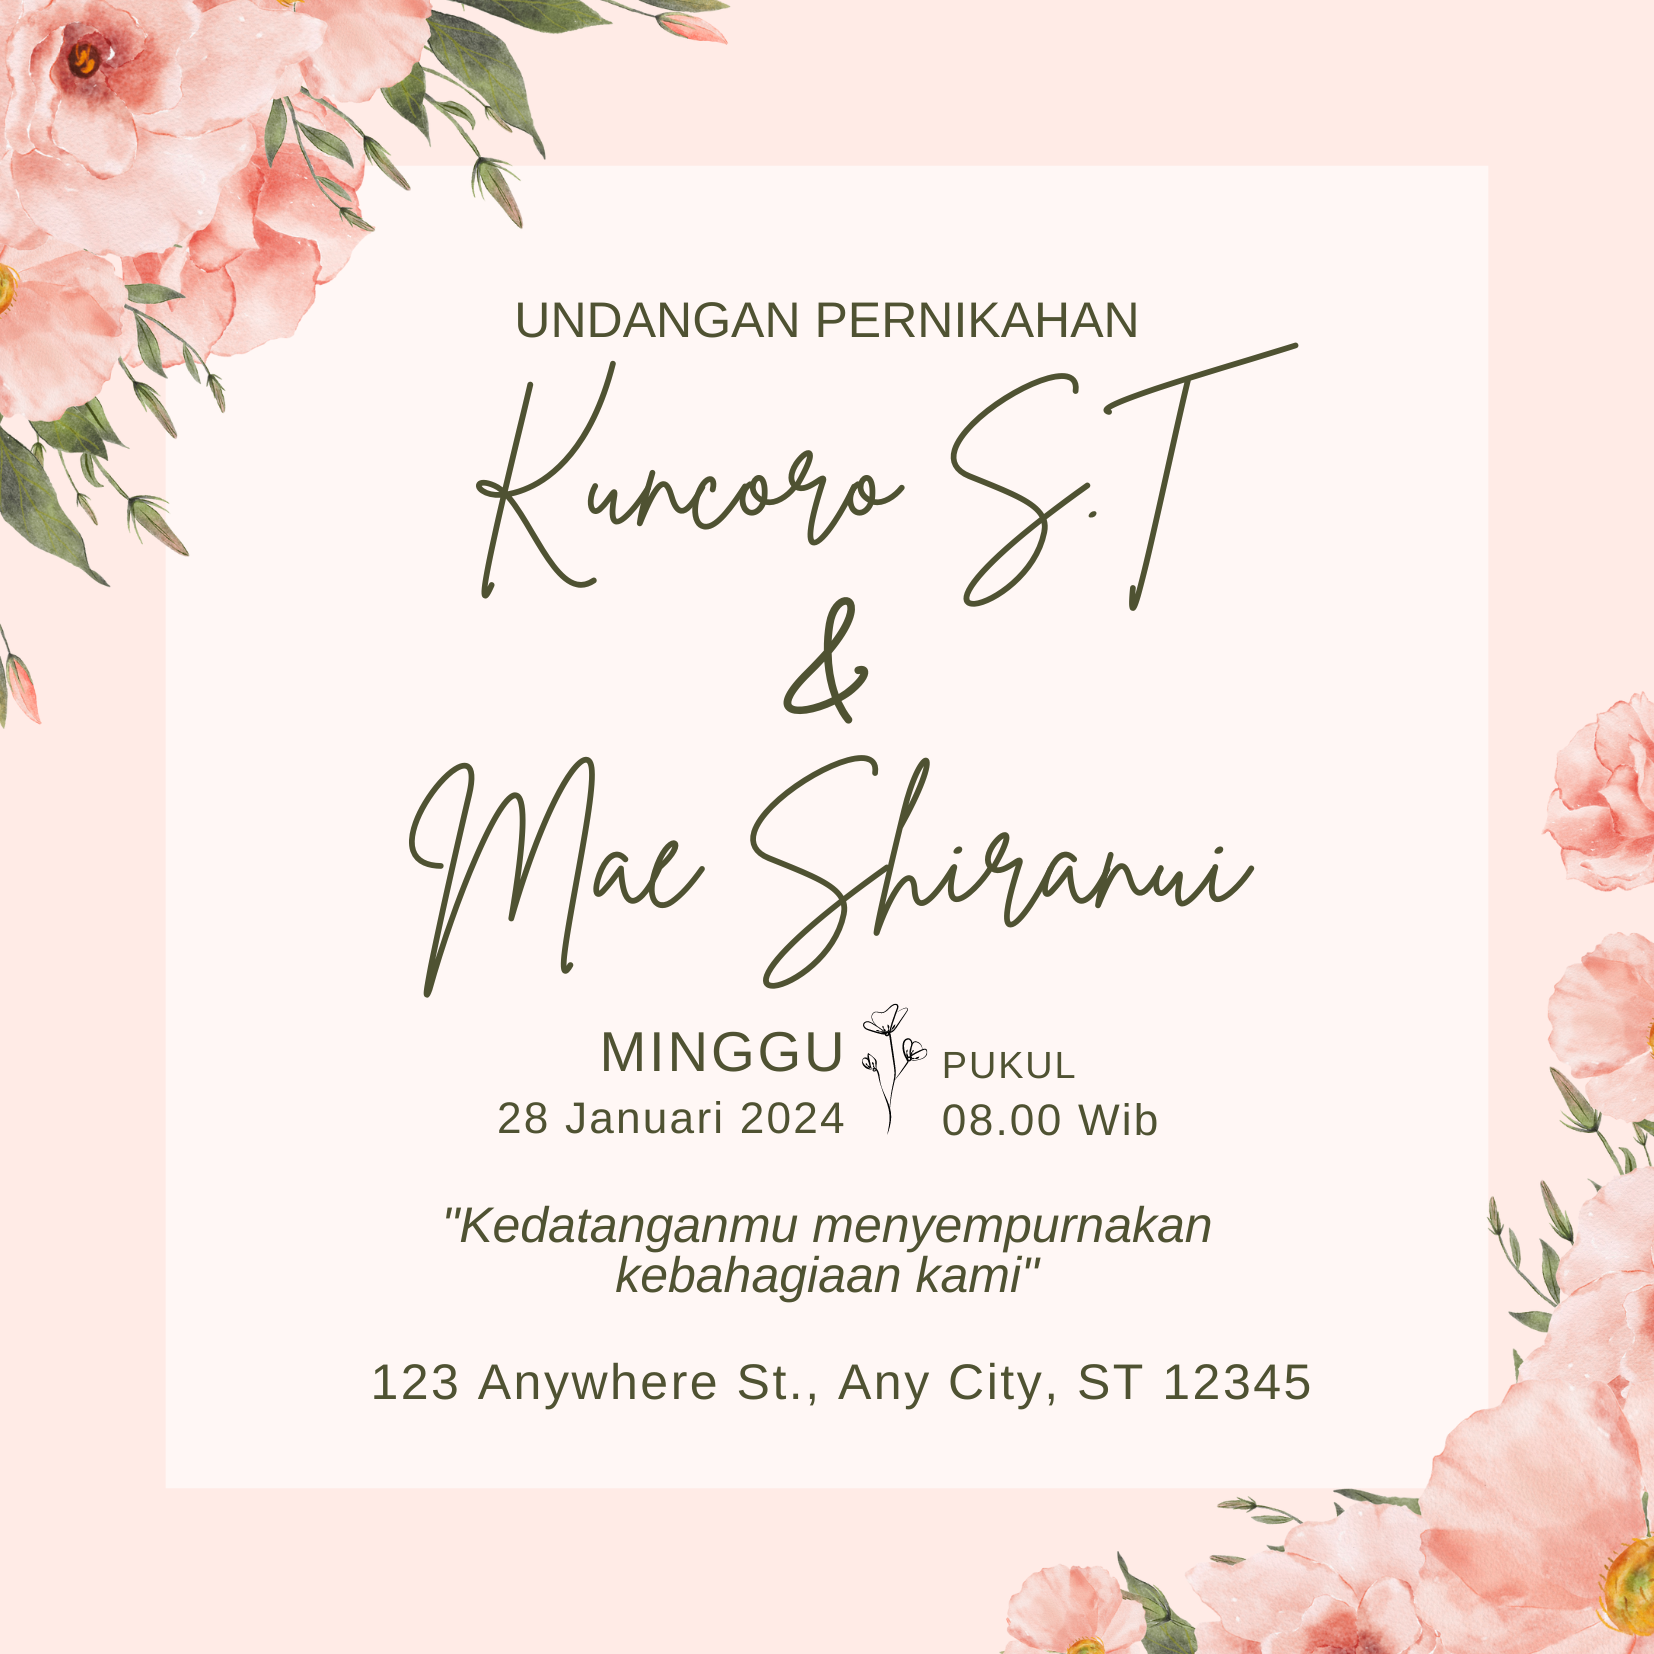 UNDANGAN PERNIKAHAN
Kuncoro S.T
&
Mae Shiranui
MINGGU
28 Januari 2024
PUKUL
08.00 Wib
"Kedatanganmu menyempurnakan
kebahagiaan kami"
123 Anywhere St., Any City, ST 12345